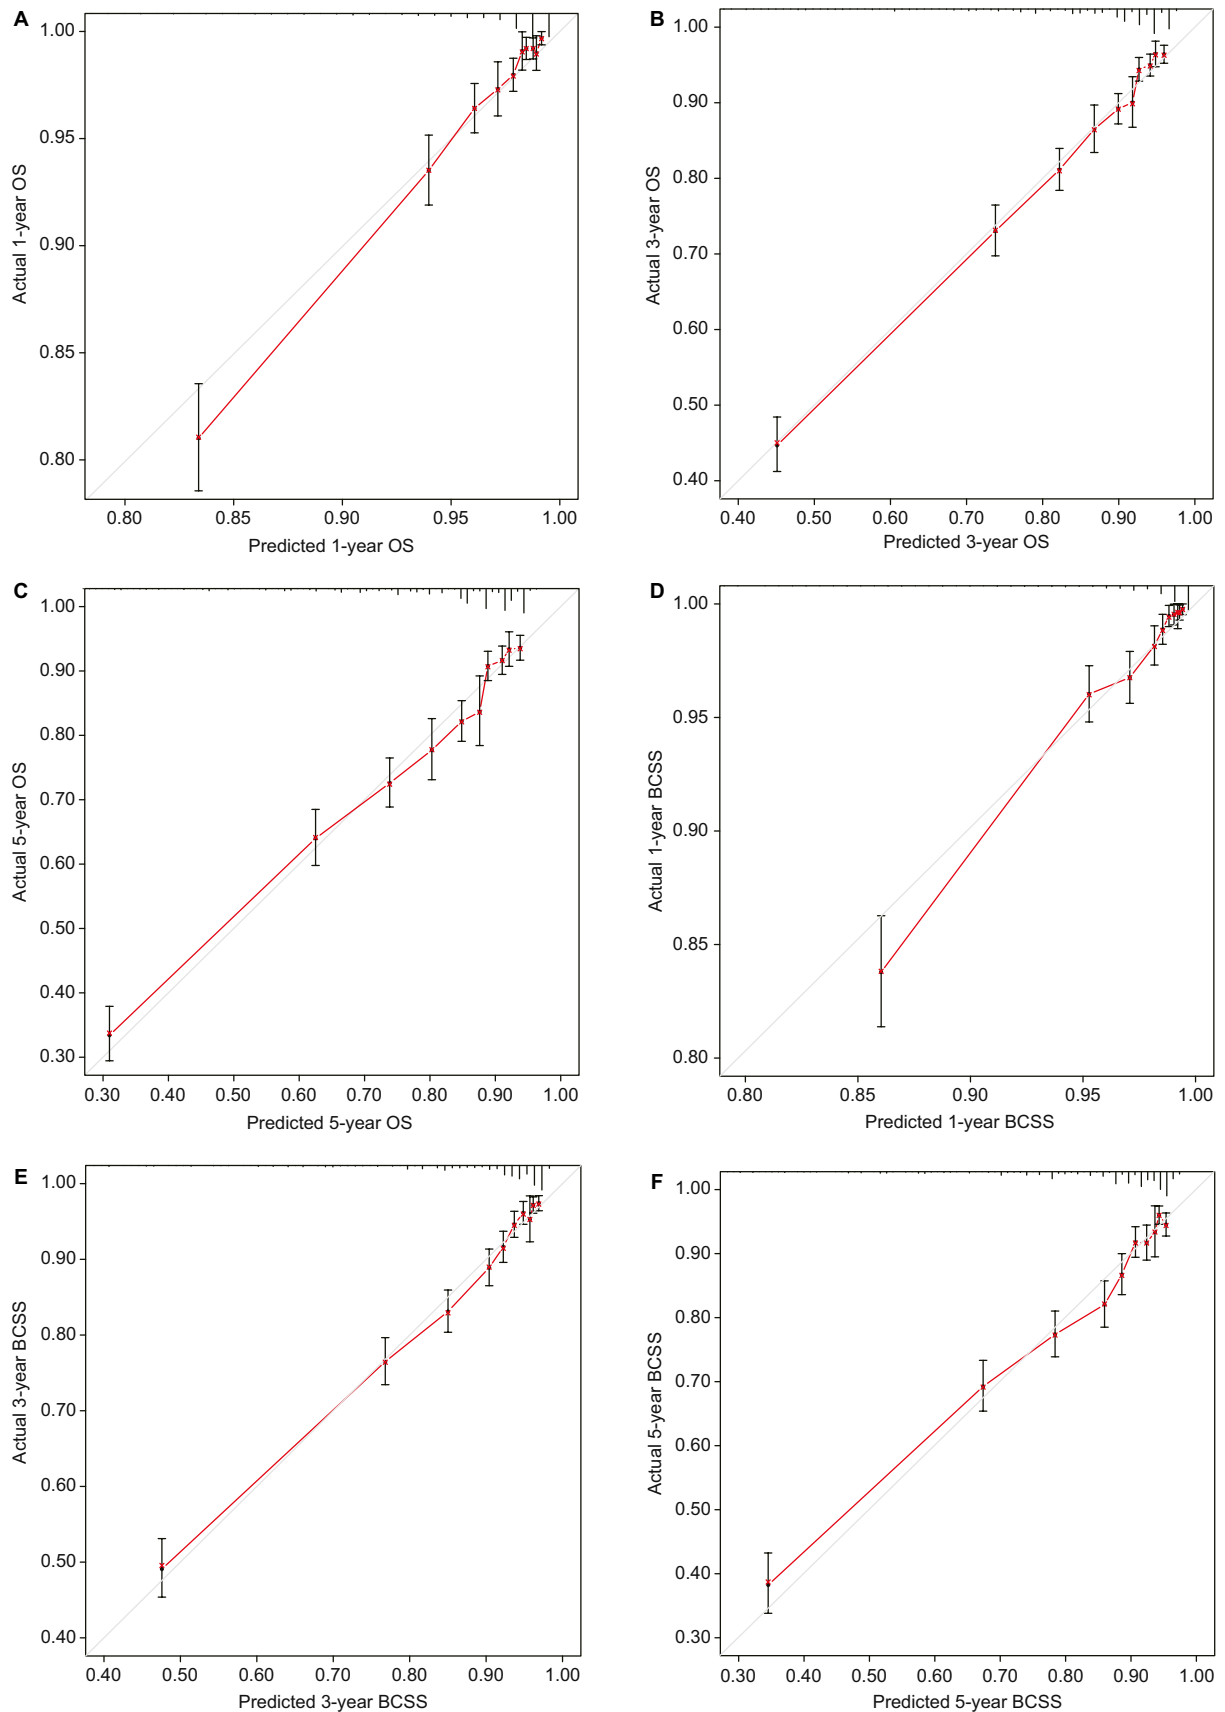 A
1.00
0.95
0.90
0.85
0.80
Actual 1-year OS
0.80 0.85 0.90 0.95 1.00
Predicted 1-year OS
B
1.00
0.90
0.80
0.70
0.60
0.50
0.40
Actual 3-year OS
0.40 0.50 0.60 0.70 0.80 0.90 1.00
Predicted 3-year OS
C
1.00
0.90
0.80
0.70
0.60
0.50
0.40
0.30
Actual 5-year OS
0.30 0.40 0.50 0.60 0.70 0.80 0.90 1.00
Predicted 5-year OS
D
1.00
0.95
0.90
0.85
0.80
Actual 1-year BCSS
0.80 0.85 0.90 0.95 1.00
Predicted 1-year BCSS
E
1.00
0.90
0.80
0.70
0.60
0.50
0.40
Actual 3-year BCSS
0.40 0.50 0.60 0.70 0.80 0.90 1.00
Predicted 3-year BCSS
F
1.00
0.90
0.80
0.70
0.60
0.50
0.40
0.30
Actual 5-year BCSS
0.30 0.40 0.50 0.60 0.70 0.80 0.90 1.00
Predicted 5-year BCSS